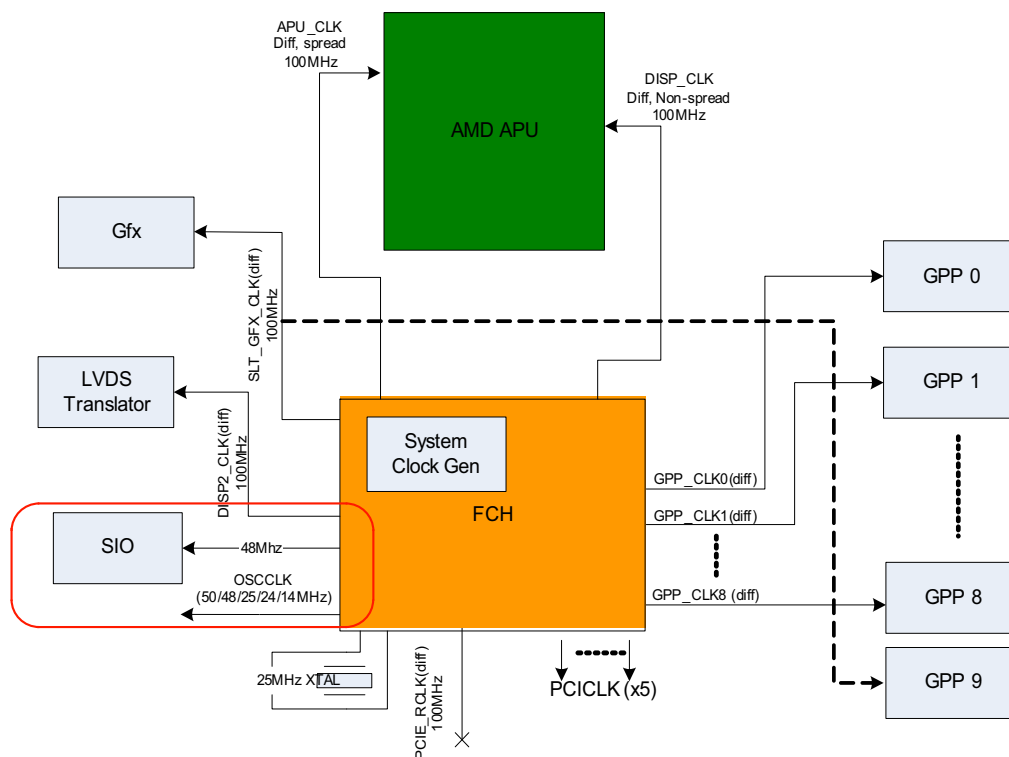 APU_CLK
Diff, spread
100MHz
DISP_CLK
Diff, Non-spread
100MHz
AMD APU
Gfx
SLT_GFX_CLK(diff)
100MHz
GPP 0
LVDS
Translator
DISP2_CLK(diff)
100MHz
GPP 1
System
Clock Gen
FCH
GPP_CLK0(diff)
GPP_CLK1(diff)
SIO
48Mhz
OSCCLK
(50/48/25/24/14MHz)
GPP_CLK8 (diff)
GPP 8
25MHz XTAL
PCIE_RCLK(diff)
100MHz
PCICLK (x5)
GPP 9